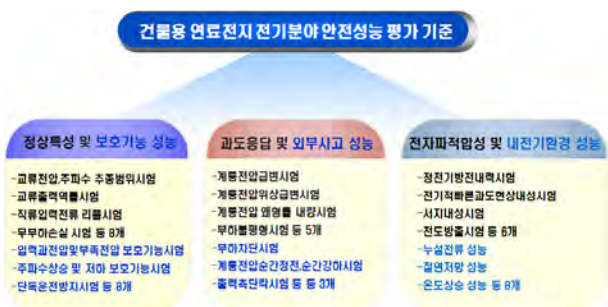 건물용 연료전지 전기분야 안전성능 평가 기준
정상특성 및 보호기능 성능
-교류전압,주파수 추종범위시험
-교류출력역률시험
-직류입력전류 리플시험
-무부하손실 시험 등 8개
-입력과전압및부족전압 보호기능시험
-주파수상승 및 저하 보호기능시험
-단독운전방지시험 등 8개
과도응답 및 외부사고 성능
-계통전압급변시험
-계통전압위상급변시험
-계통전압 왜형률 내량시험
-부하불평형시험 등 5개
-부하차단시험
-계통전압순간정전,순간강하시험
-출력측단락시험 등 등 3개
전자파적합성 및 내전기환경 성능
-정전기방전내력시험
-전기적빠른과도현상내성시험
-서지내성시험
-전도방출시험 등 6개
-누설전류 성능
-절연저항 성능
-온도상승 성능 등 8개